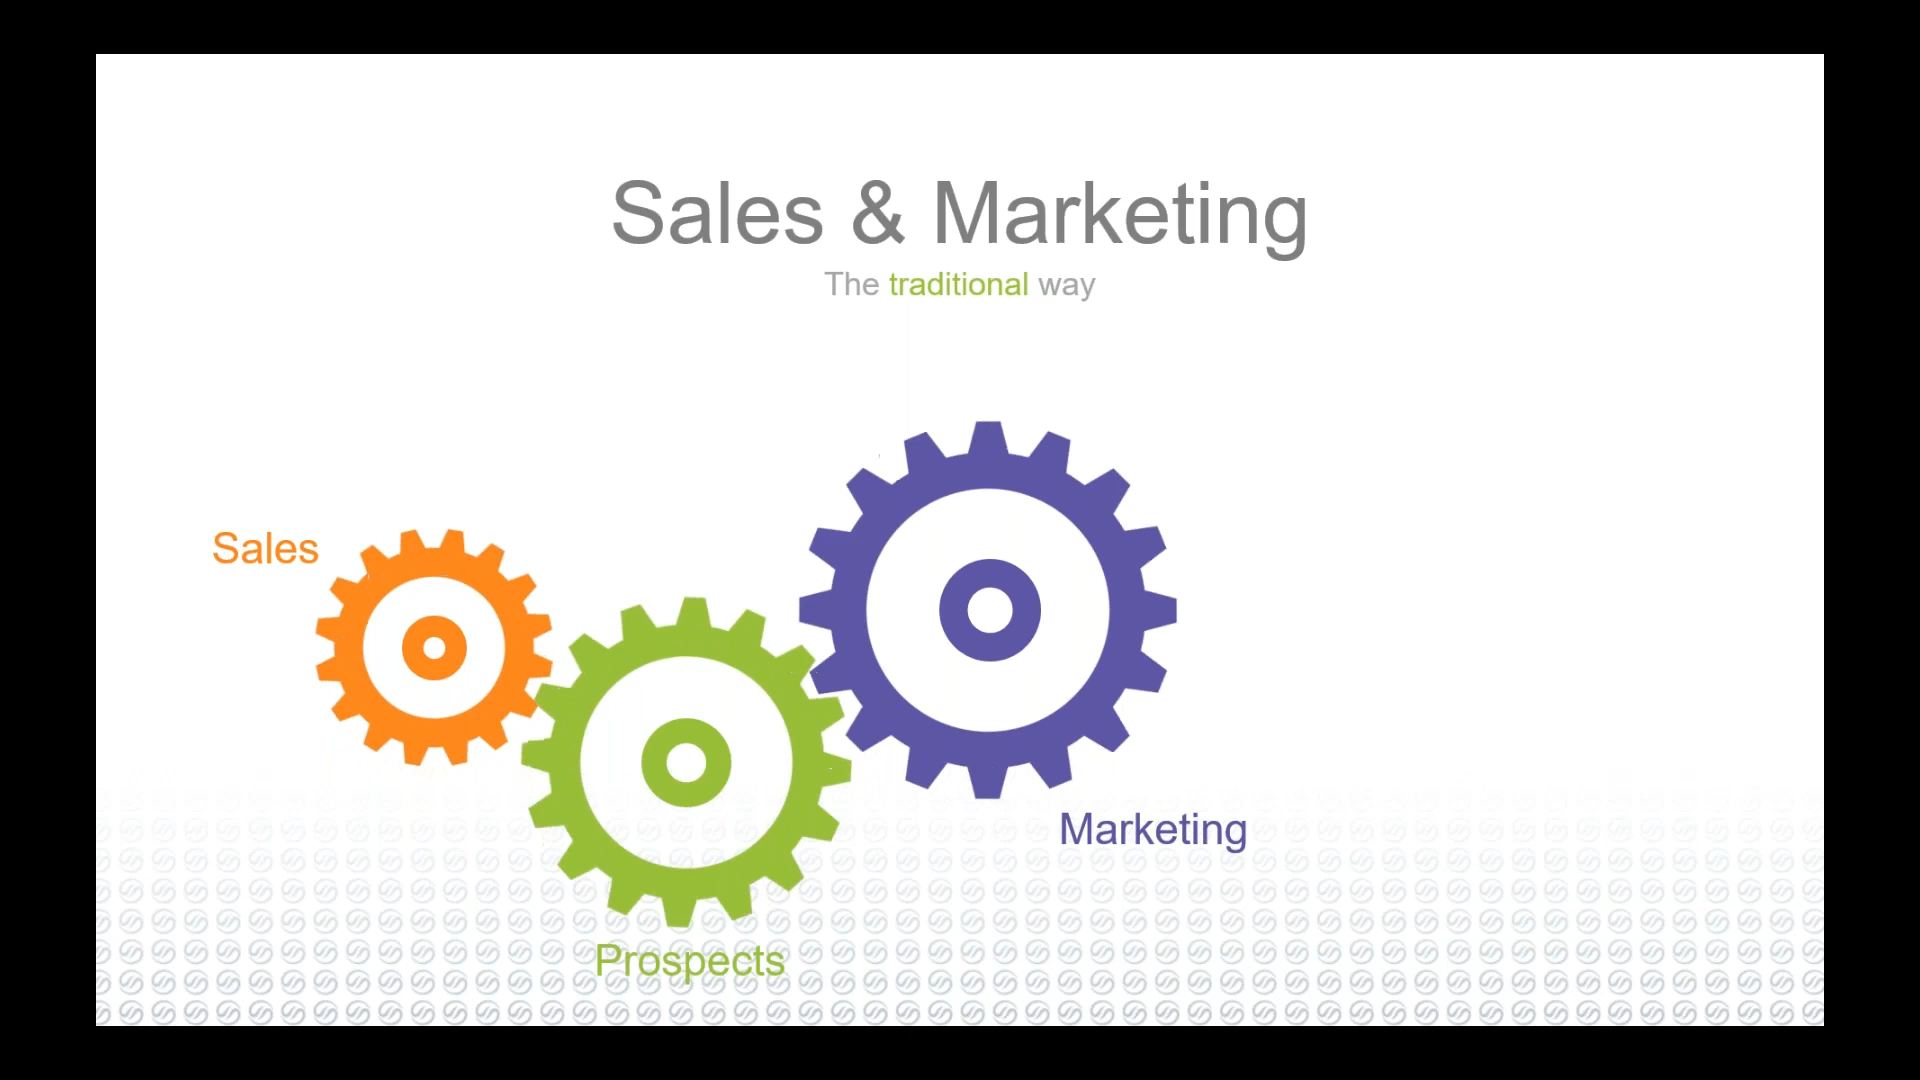 Sales & Marketing
The traditional way
Sales
Marketing
Prospects